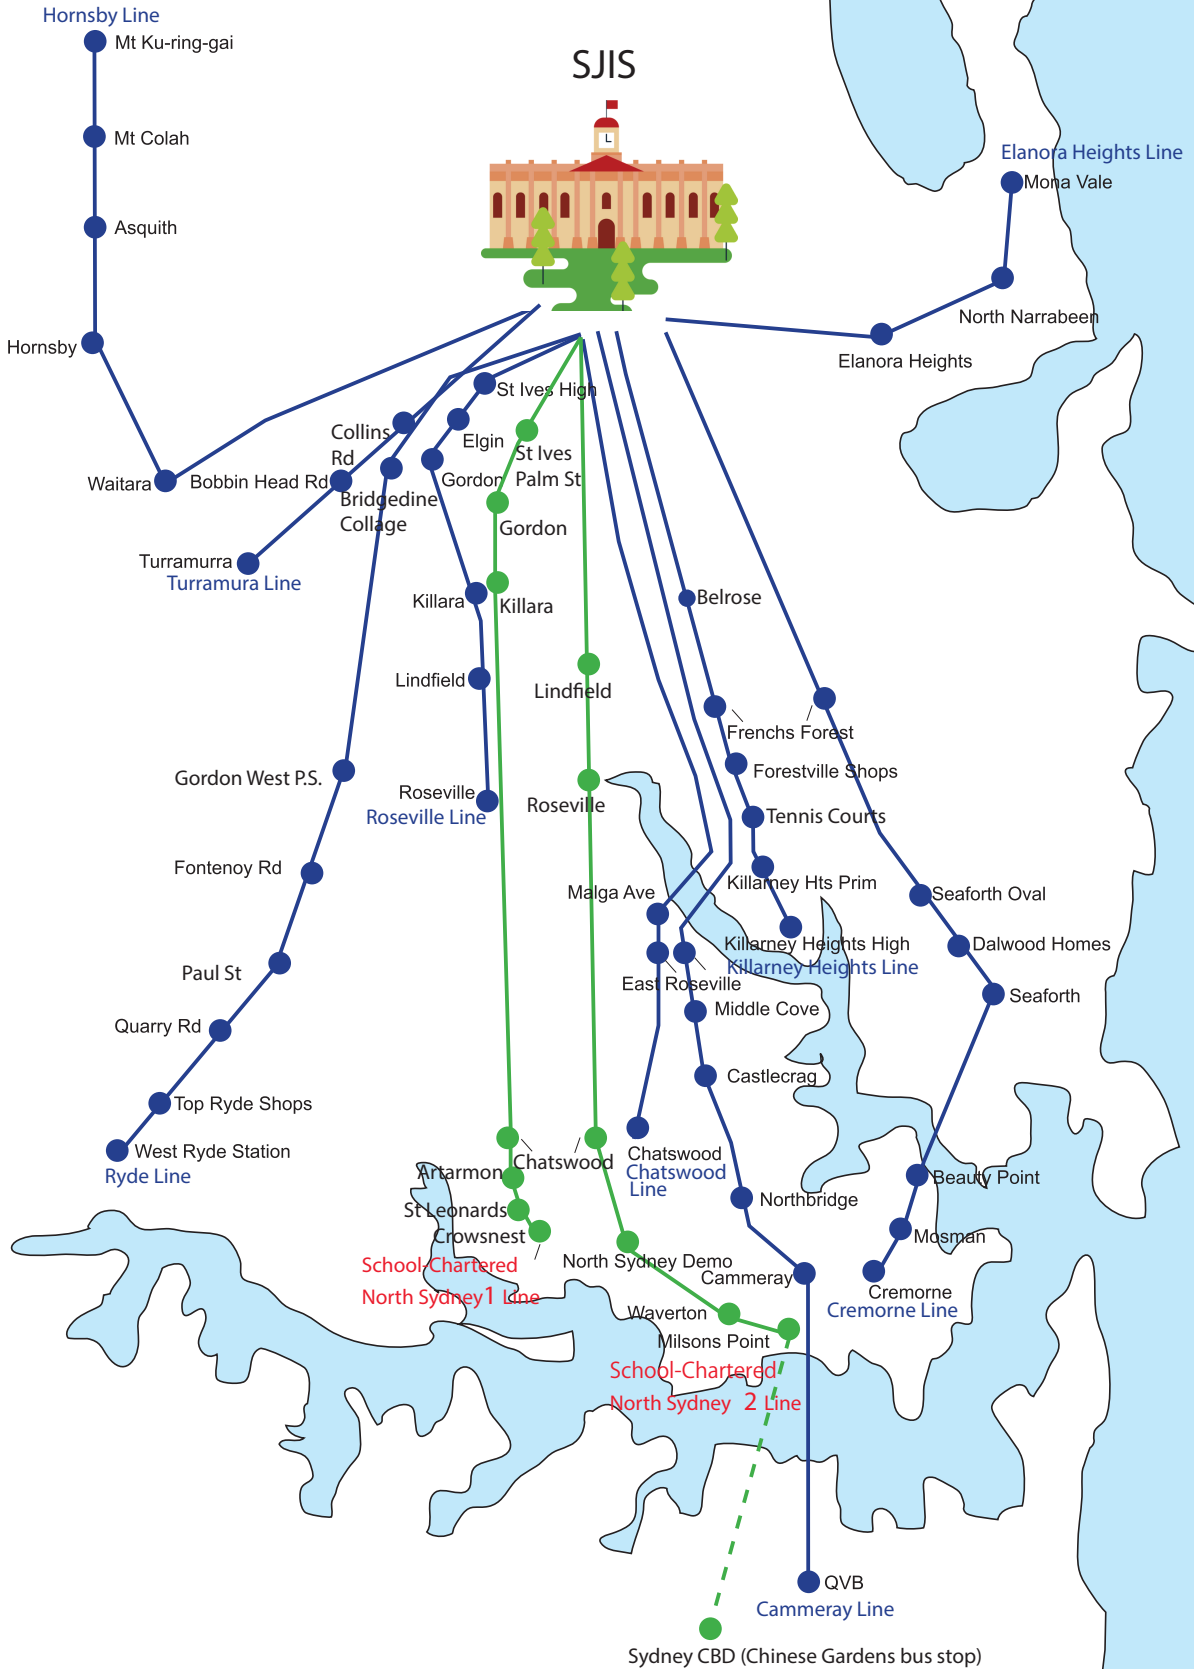 Hornsby Line
Mt Ku-ring-gai
SJIS
L
Mt Colah
Elanora Heights Line
Mona Vale
Asquith
North Narrabeen
Hornsby
Elanora Heights
St Ives High
Collins
Rd
Elgin
St Ives
Palm St
Waitara
Bobbin Head Rd
Gordon
Bridgedine
Collage
Gordon
Turramurra
Turramura Line
Killara
Killara
Belrose
Lindfield
Lindfield
Frenchs Forest
Gordon West P.S.
Forestville Shops
Roseville
Roseville Line
Roseville
Tennis Courts
Fontenoy Rd
Malga Ave
Killarney Hts Prim
Seaforth Oval
Killarney Heights High
Killarney Heights Line
Dalwood Homes
Paul St
East Roseville
Seaforth
Middle Cove
Quarry Rd
Castlecrag
Top Ryde Shops
West Ryde Station
Ryde Line
Chatswood
Chatswood
Chatswood
Line
Artarmon
Beauty Point
St Leonards
Northbridge
Crowsnest
Mosman
School-Chartered
North Sydney 1 Line
North Sydney Demo
Cammeray
Cremorne
Cremorne Line
Waverton
Milsons Point
School-Chartered
North Sydney 2 Line
QVB
Cammeray Line
Sydney CBD (Chinese Gardens bus stop)